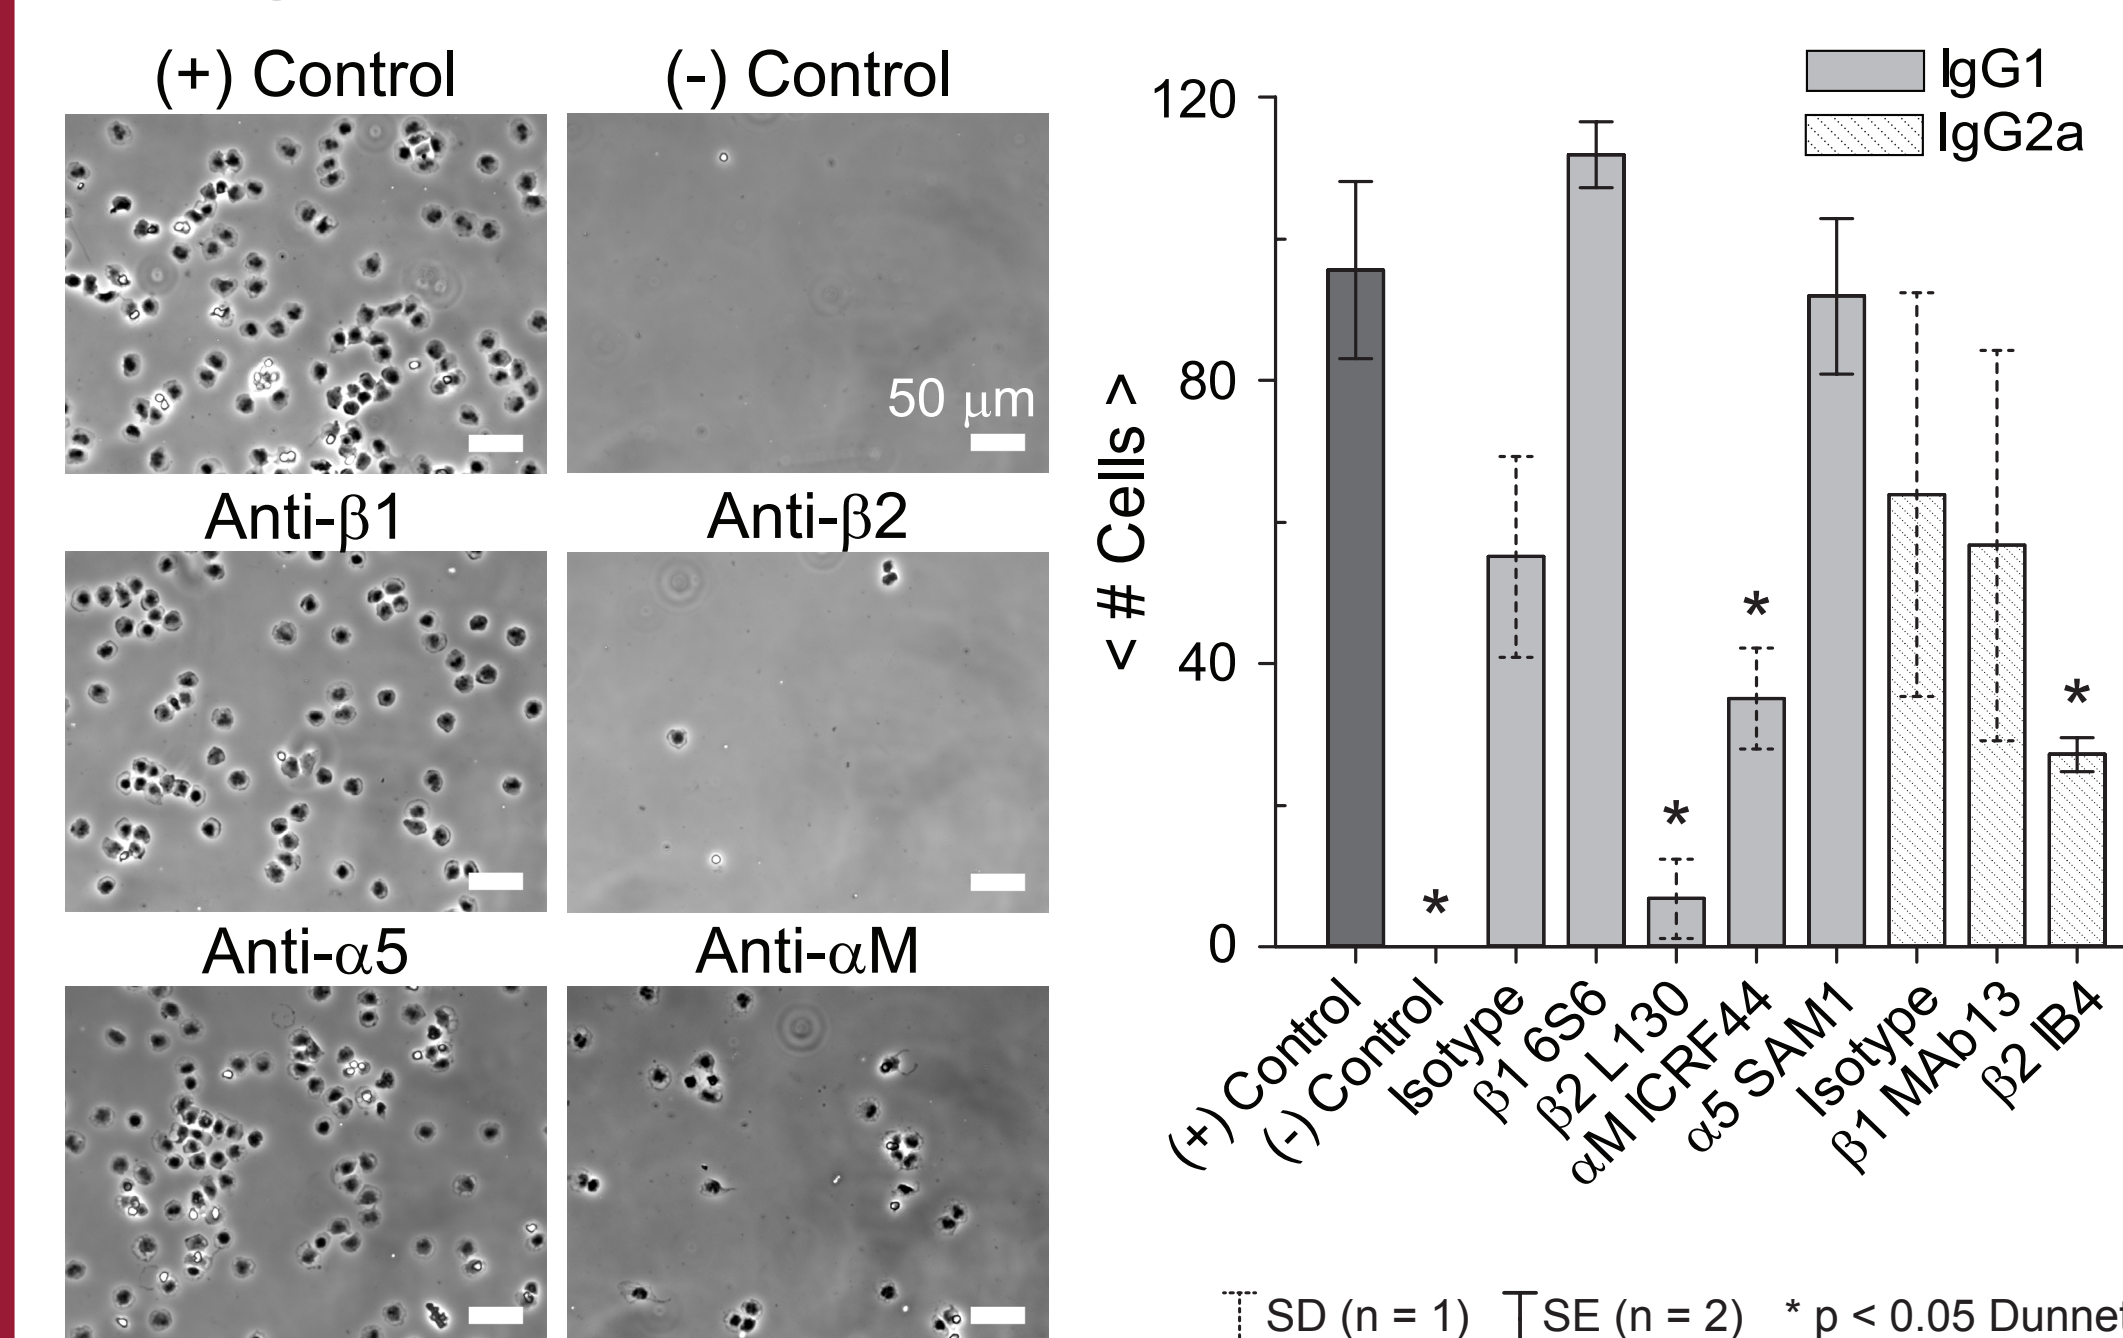 (+) Control
(-) Control
50 μm
Anti-β1
Anti-β2
Anti-α5
Anti-αM
IgG1
IgG2a
< # Cells >
120
80
40
0
*
*
*
*
(+) Control
(-) Control
Isotype
β1 6S6
β2 L130
αM ICRF44
α5 SAM1
Isotype
β1 MAb13
β2 IB4
SD (n = 1) SE (n = 2) * p < 0.05 Dunnet